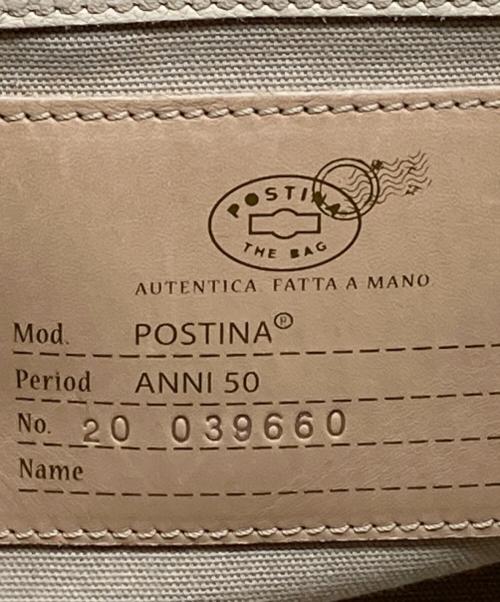 POSTINA
THE BAG
AUTENTICA FATTA A MANO
Mod. POSTINA®
Period ANNI 50
No. 20 039660
Name